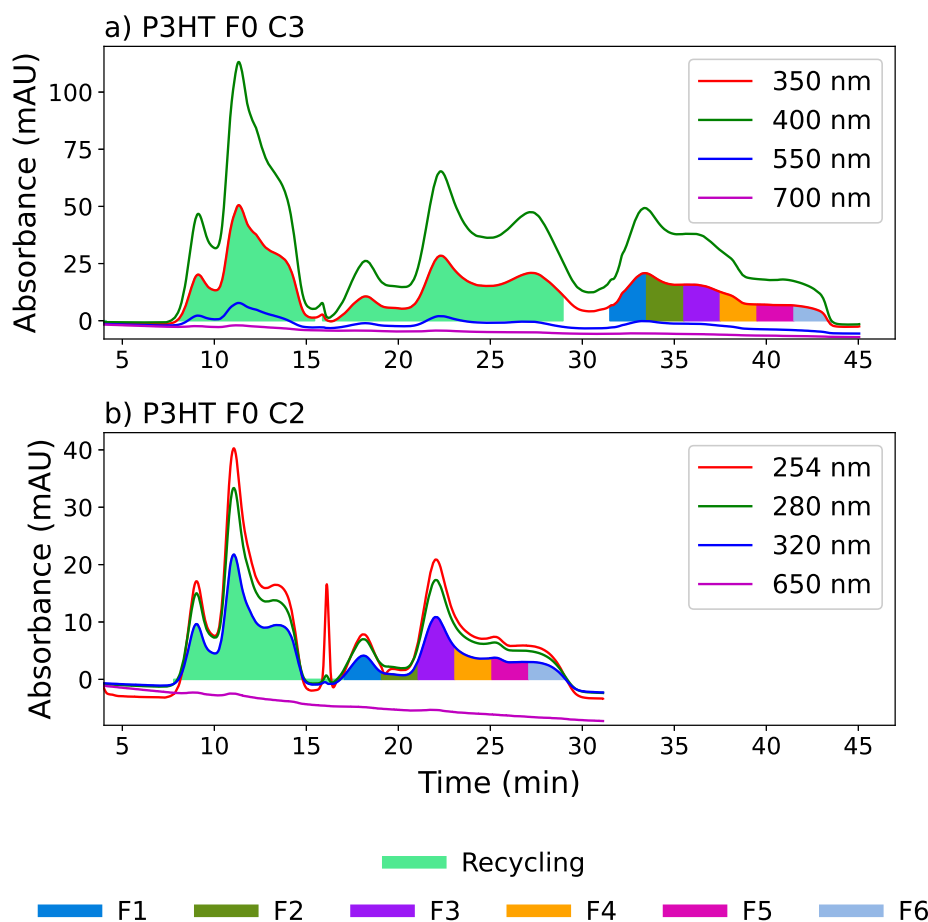 a) P3HT F0 C3
Absorbance (mAU)
100
75
50
25
0
350 nm
400 nm
550 nm
700 nm
5 10 15 20 25 30 35 40 45
b) P3HT F0 C2
Absorbance (mAU)
40
30
20
10
0
254 nm
280 nm
320 nm
650 nm
5 10 15 20 25 30 35 40 45
Time (min)
Recycling
F1 F2 F3 F4 F5 F6